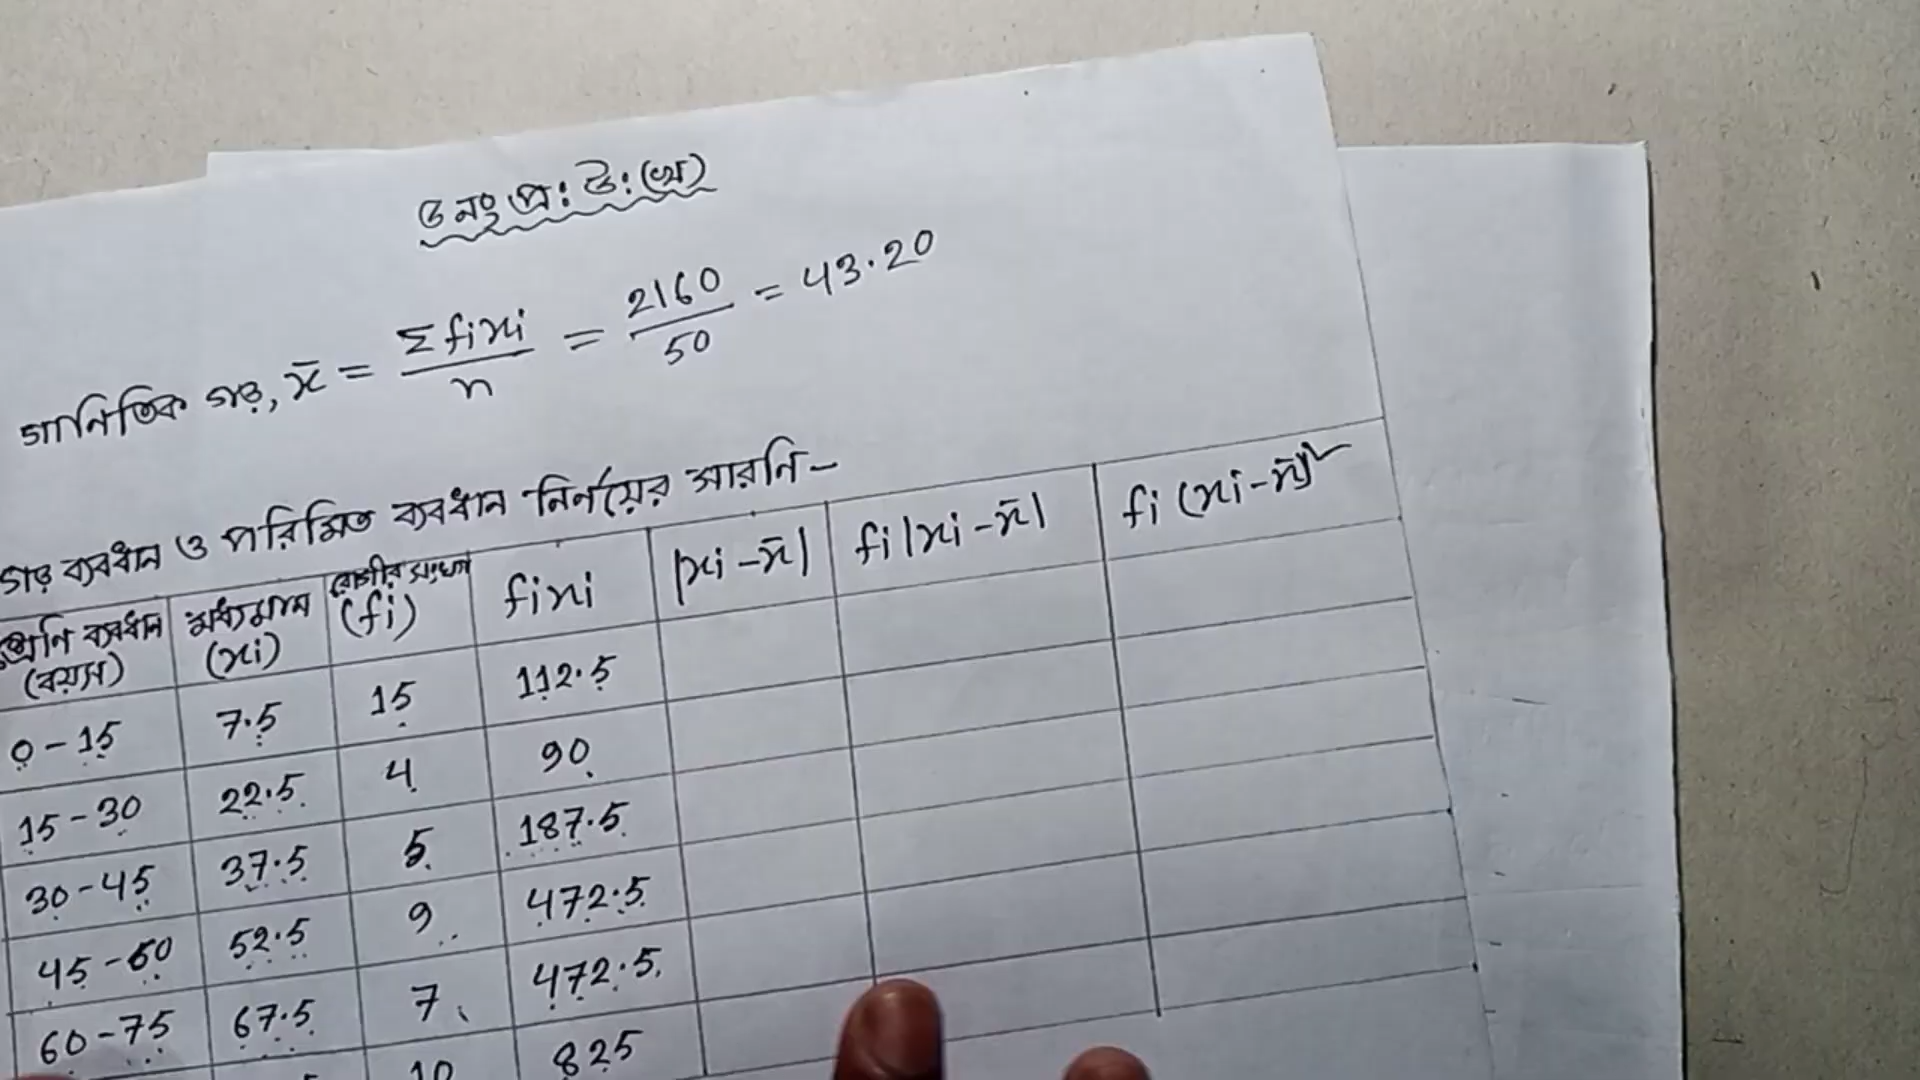 ৩ নং প্র: উ: (খ)
গানিতিক গড়, x̄ = Σfixi / n = 2160 / 50 = 43.20
গড় ব্যবধান ও পরিমিত ব্যবধান নির্নয়ের সারনি-
শ্রেনি ব্যবধান (বয়স) মধ্যমান (xi) রোগীর সংখ্যা (fi) fixi |xi - x̄| fi|xi - x̄| fi (xi - x̄)²
0 - 15 7.5 15 112.5
15 - 30 22.5 4 90
30 - 45 37.5 5 187.5
45 - 60 52.5 9 472.5
60 - 75 67.5 7 472.5
10 825